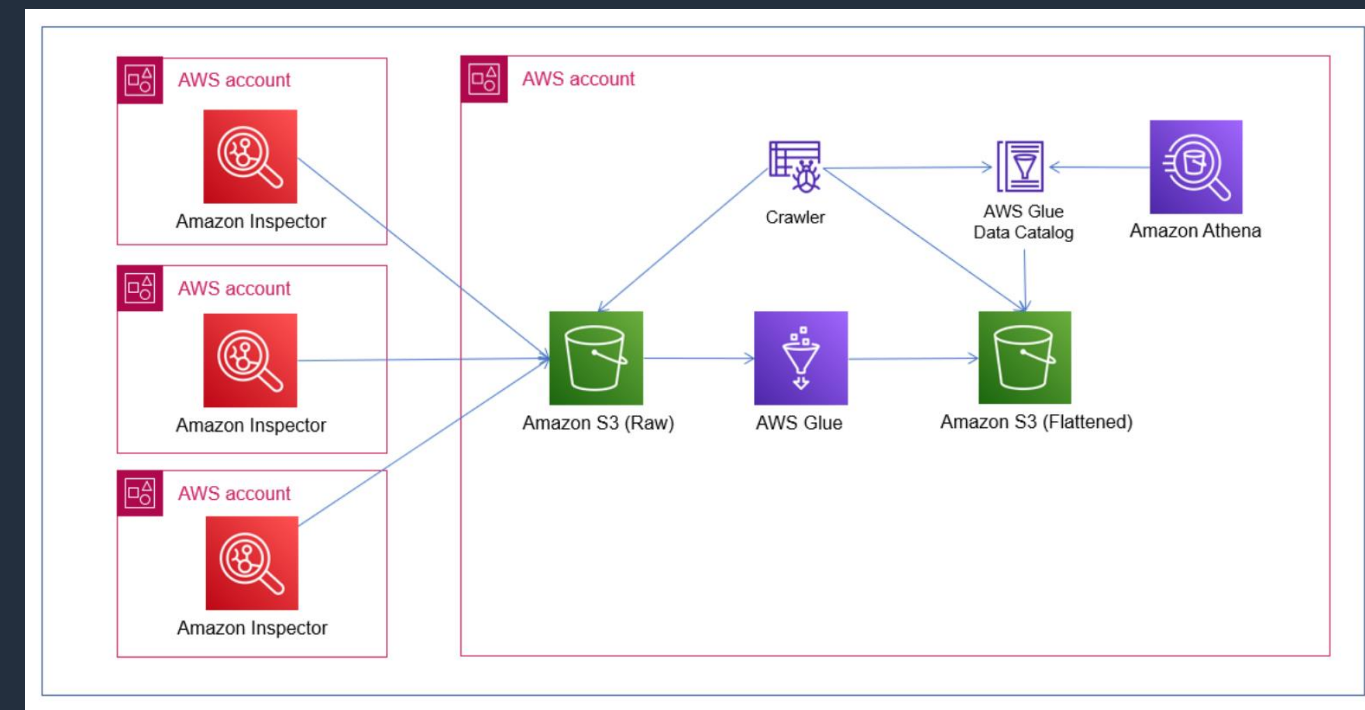 AWS account
Amazon Inspector
AWS account
Amazon Inspector
AWS account
Amazon Inspector
AWS account
Crawler
AWS Glue
Data Catalog
Amazon Athena
Amazon S3 (Raw)
AWS Glue
Amazon S3 (Flattened)